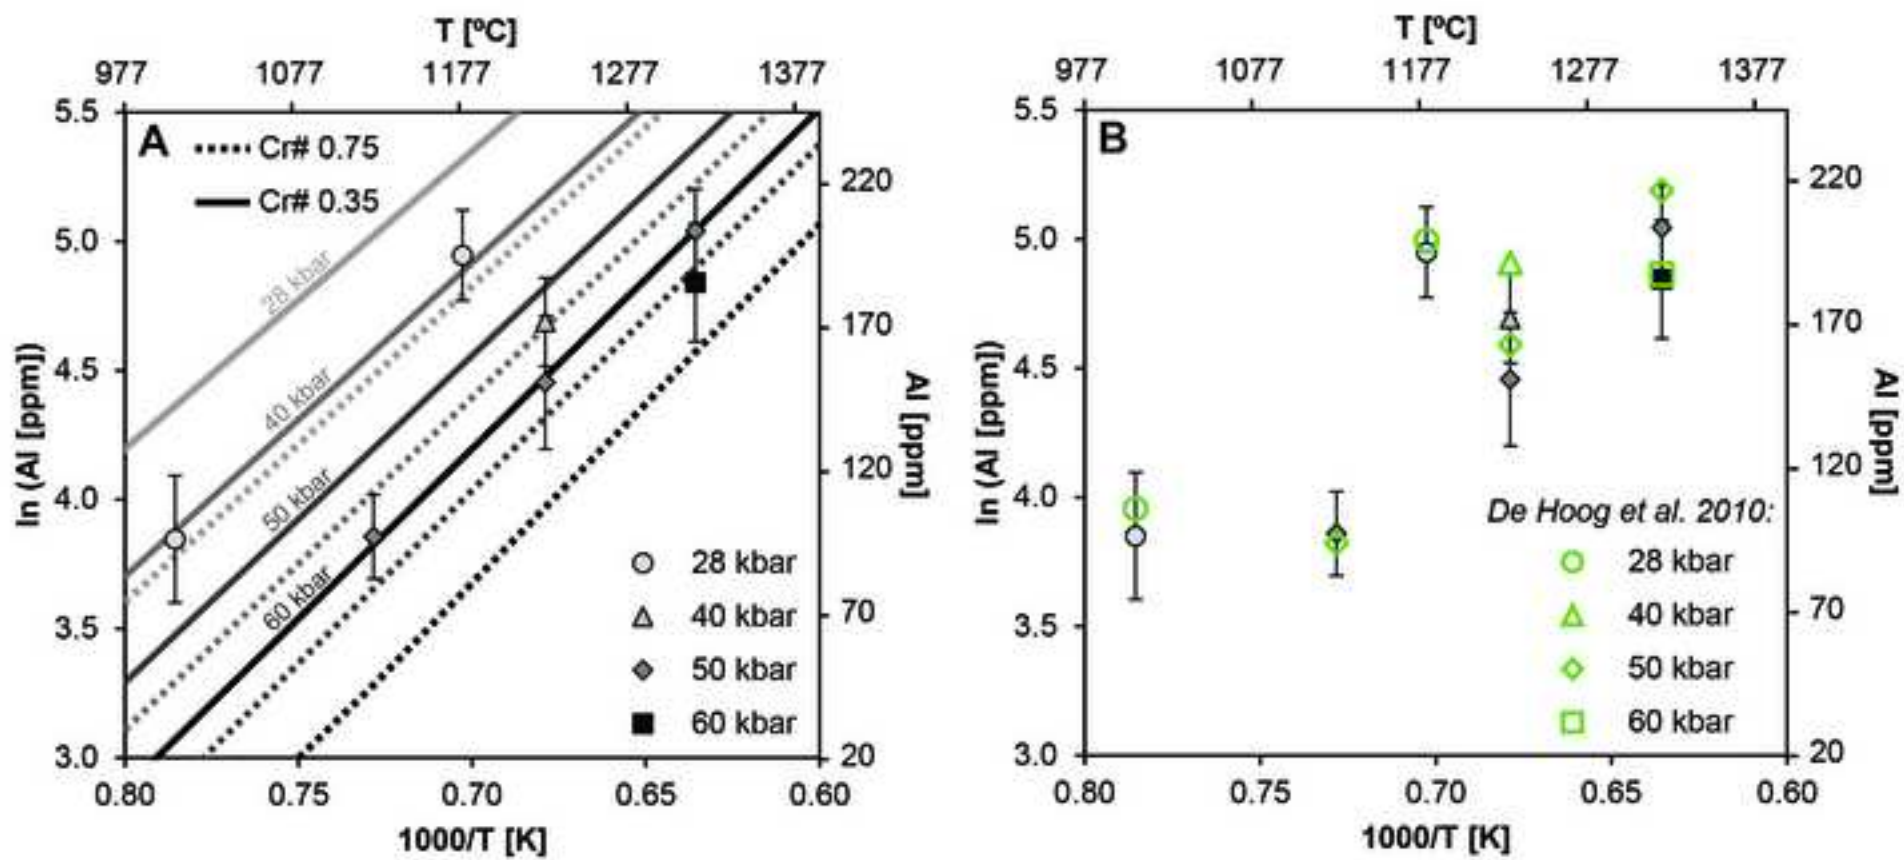 T [ºC]
977 1077 1177 1277 1377
5.5
5.0
4.5
4.0
3.5
3.0
ln (Al [ppm])
A
Cr# 0.75
Cr# 0.35
28 kbar
40 kbar
50 kbar
60 kbar
28 kbar
40 kbar
50 kbar
60 kbar
220
170
120
70
20
Al [ppm]
0.80 0.75 0.70 0.65 0.60
1000/T [K]
T [ºC]
977 1077 1177 1277 1377
5.5
5.0
4.5
4.0
3.5
3.0
ln (Al [ppm])
B
De Hoog et al. 2010:
28 kbar
40 kbar
50 kbar
60 kbar
220
170
120
70
20
Al [ppm]
0.80 0.75 0.70 0.65 0.60
1000/T [K]